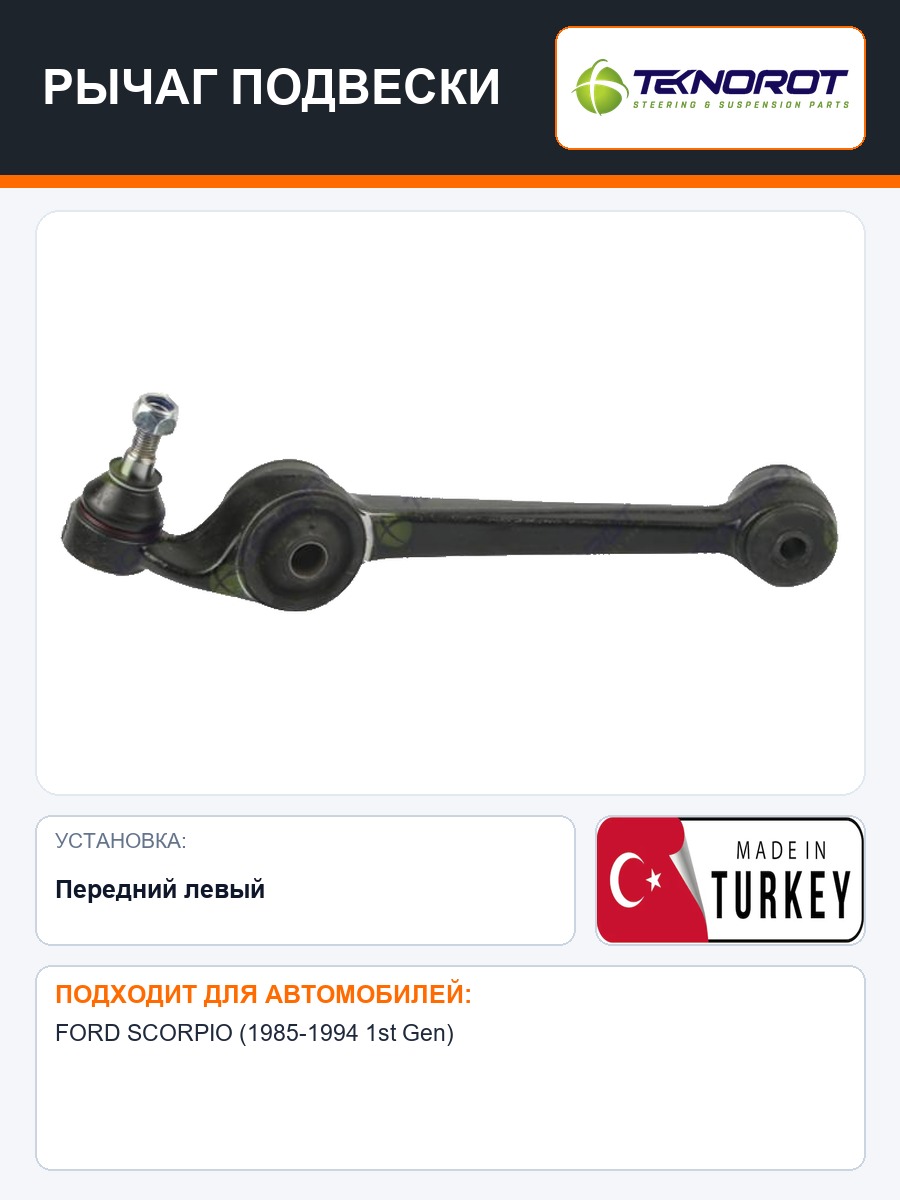 РЫЧАГ ПОДВЕСКИ
TEKNOROT
STEERING & SUSPENSION PARTS
УСТАНОВКА:
Передний левый
MADE IN
TURKEY
ПОДХОДИТ ДЛЯ АВТОМОБИЛЕЙ:
FORD SCORPIO (1985-1994 1st Gen)